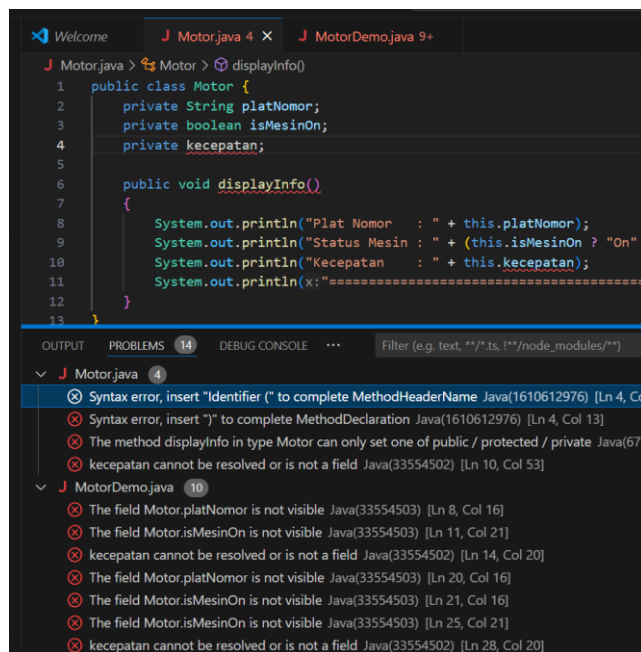 Welcome J Motor.java 4 × J MotorDemo.java 9+
J Motor.java > Motor > displayInfo()
1 public class Motor {
2 private String platNomor;
3 private boolean isMesinOn;
4 private kecepatan;
5
6 public void displayInfo()
7 {
8 System.out.println("Plat Nomor : " + this.platNomor);
9 System.out.println("Status Mesin : " + (this.isMesinOn ? "On"
10 System.out.println("Kecepatan : " + this.kecepatan);
11 System.out.println(x:"=======================================
12 }
13 }
OUTPUT PROBLEMS 14 DEBUG CONSOLE ··· Filter (e.g. text, **/*.ts, !**/node_modules/**)
J Motor.java 4
Syntax error, insert "Identifier (" to complete MethodHeaderName Java(1610612976) [Ln 4, Co
Syntax error, insert ")" to complete MethodDeclaration Java(1610612976) [Ln 4, Col 13]
The method displayInfo in type Motor can only set one of public / protected / private Java(67
kecepatan cannot be resolved or is not a field Java(33554502) [Ln 10, Col 53]
J MotorDemo.java 10
The field Motor.platNomor is not visible Java(33554503) [Ln 8, Col 16]
The field Motor.isMesinOn is not visible Java(33554503) [Ln 11, Col 21]
kecepatan cannot be resolved or is not a field Java(33554502) [Ln 14, Col 20]
The field Motor.platNomor is not visible Java(33554503) [Ln 20, Col 16]
The field Motor.isMesinOn is not visible Java(33554503) [Ln 21, Col 16]
The field Motor.isMesinOn is not visible Java(33554503) [Ln 25, Col 21]
kecepatan cannot be resolved or is not a field Java(33554502) [Ln 28, Col 20]